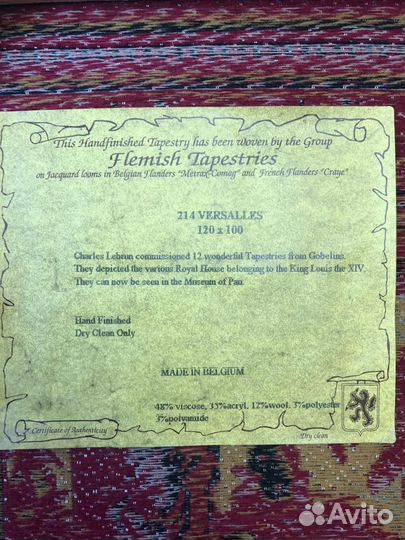 This Handfinished Tapestry has been woven by the Group
Flemish Tapestries
on Jacquard looms in Belgian Flanders "Metrax-Comag" and French Flanders "Craye."
214 VERSALLES
120 x 100
Charles Lebrun commissioned 12 wonderful Tapestries from Gobelins.
They depicted the various Royal House belonging to the King Louis the XIV.
They can now be seen in the Museum of Pau.
Hand Finished
Dry Clean Only
MADE IN BELGIUM
48% viscose, 33%acryl, 12%wool, 3%polyester
3%polyamide
Certificate of Authenticity
Dry clean
Avito